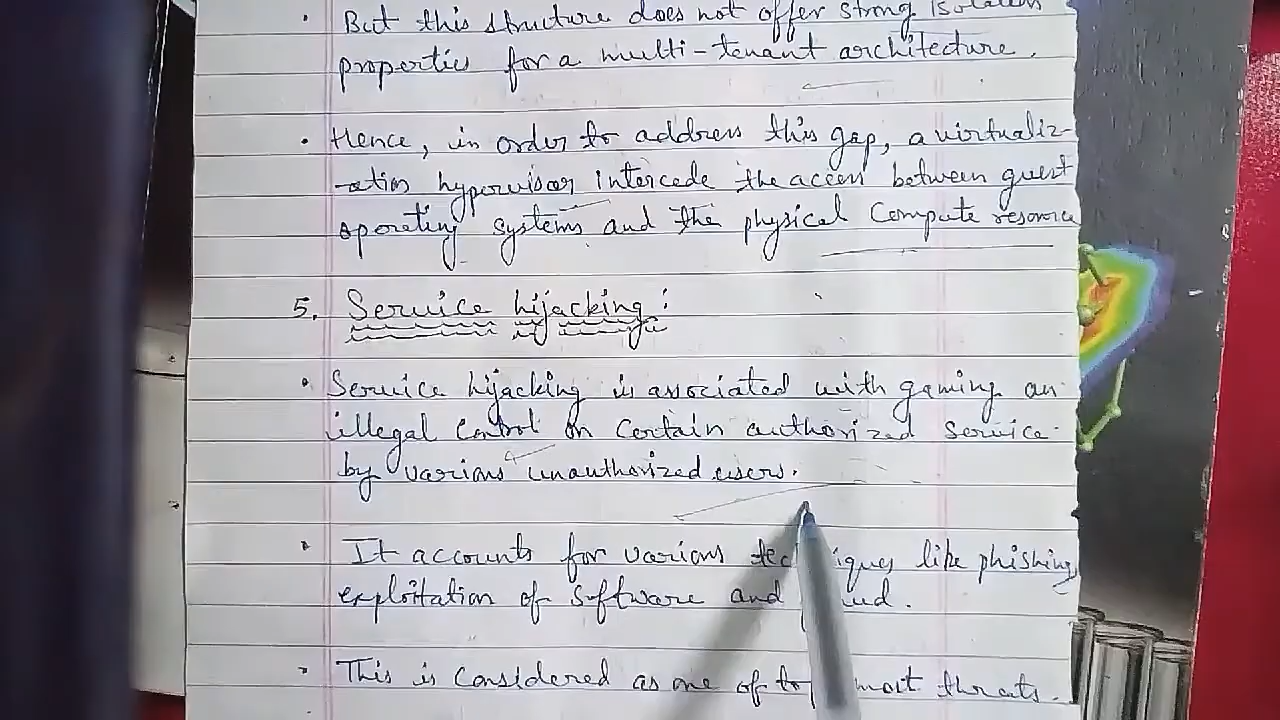 . But this structure does not offer strong isolation
properties for a multi-tenant architecture.
. Hence, in order to address this gap, a virtualiz-
-ation hypervisor intercede the access between guest
operating systems and the physical Compute resource
5. Service hijacking:
. Service hijacking is associated with gaining an
illegal control on certain authorized service
by various unauthorized users.
. It accounts for various techniques like phishing
exploitation of software and fraud.
. This is considered as one of top most threats.